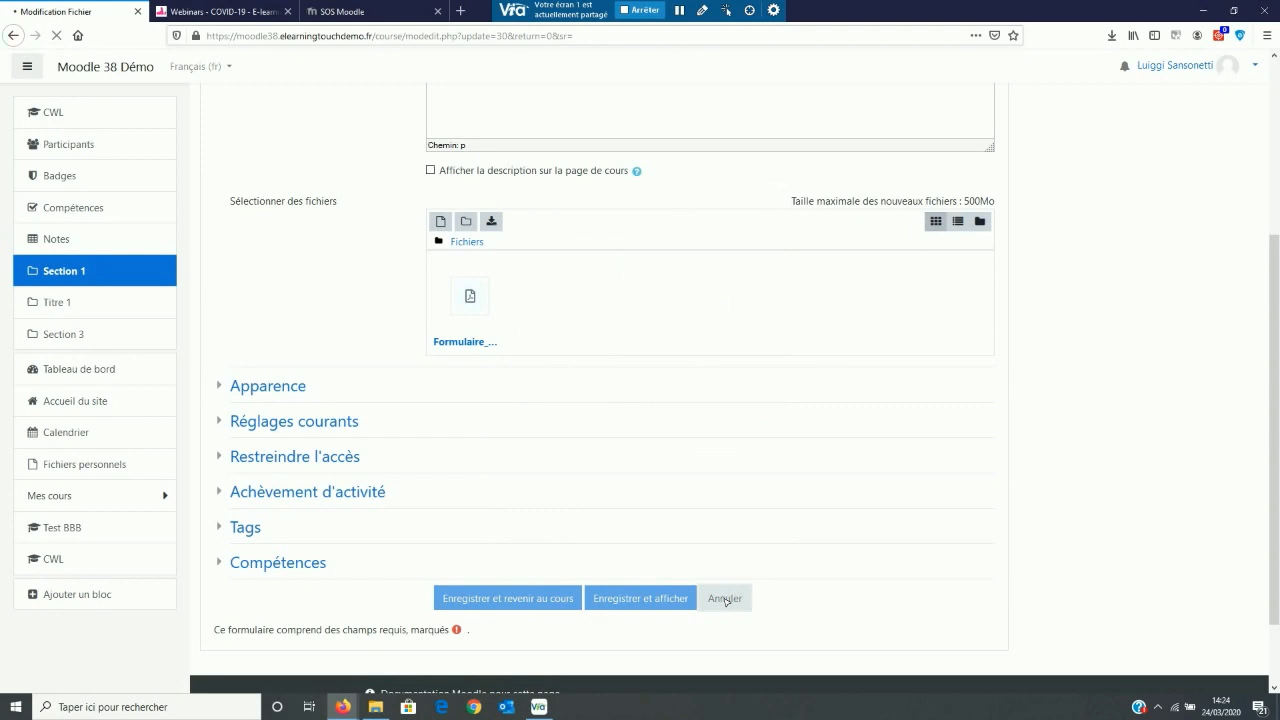 Modification Fichier
Webinars - COVID-19 - E-learn
SOS Moodle
Via
Votre écran 1 est
actuellement partagé
Arrêter
https://moodle38.elearningtouchdemo.fr/course/modedit.php?update=30&return=0&sr=
Moodle 38 Démo
Français (fr)
Luiggi Sansonetti
CWL
Participants
Badges
Compétences
Notes
Section 1
Titre 1
Section 3
Tableau de bord
Accueil du site
Calendrier
Fichiers personnels
Mes cours
Test BBB
CWL
Ajouter un bloc
Chemin: p
Afficher la description sur la page de cours
Sélectionner des fichiers
Taille maximale des nouveaux fichiers : 500Mo
Fichiers
Formulaire_...
Apparence
Réglages courants
Restreindre l'accès
Achèvement d'activité
Tags
Compétences
Enregistrer et revenir au cours
Enregistrer et afficher
Annuler
Ce formulaire comprend des champs requis, marqués .
Documentation Moodle pour cette page
Taper ici pour rechercher
Via
14:24
24/03/2020
21